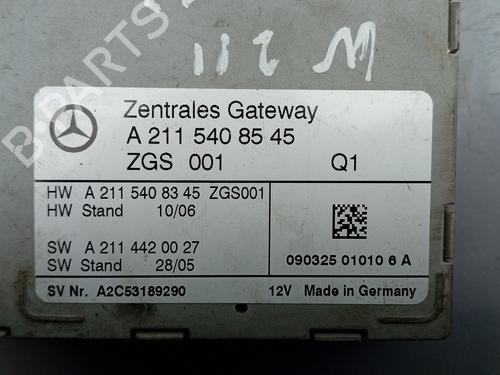 B PARTS
W 211
Zentrales Gateway
A 211 540 85 45
ZGS 001 Q1
HW A 211 540 83 45 ZGS001
HW Stand 10/06
SW A 211 442 00 27
SW Stand 28/05
090325 01010 6 A
SV Nr. A2C53189290 12V Made in Germany